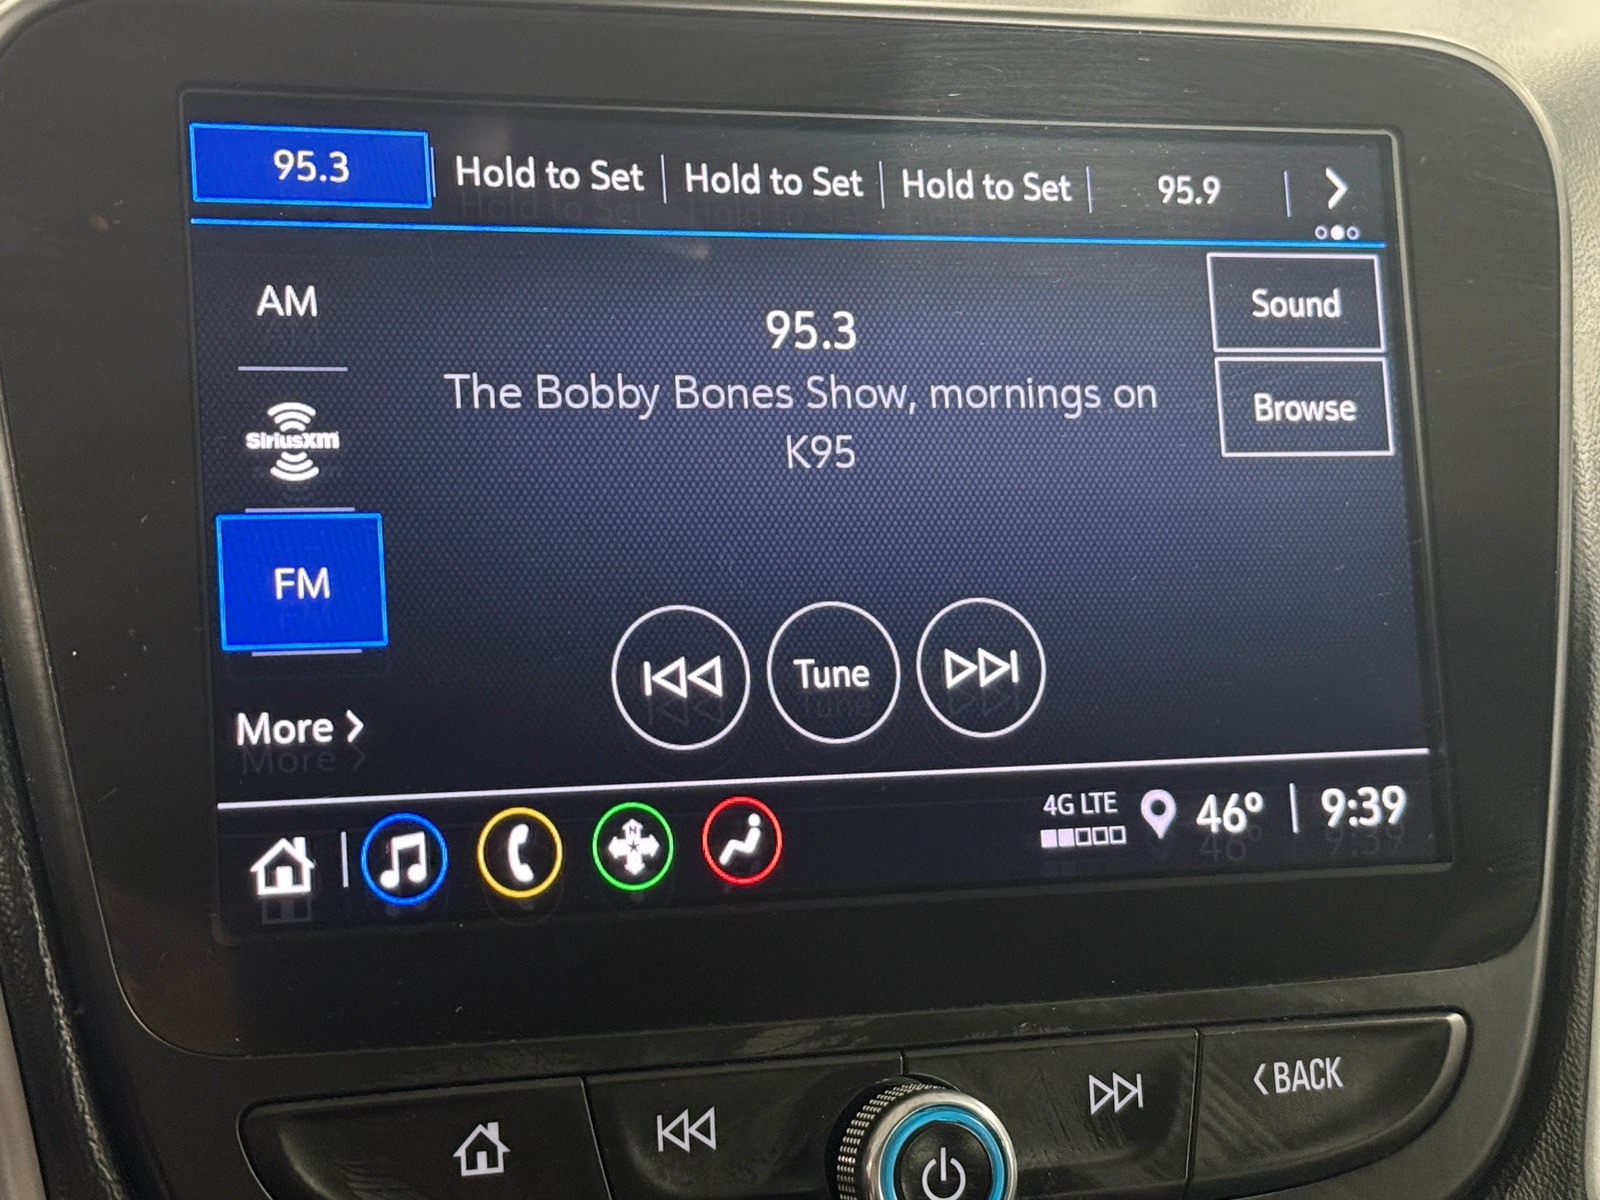 95.3 Hold to Set Hold to Set Hold to Set 95.9
AM
Sound
95.3
The Bobby Bones Show, mornings on
K95
Browse
SiriusXM
FM
Tune
More
4G LTE 46° 9:39
N
BACK